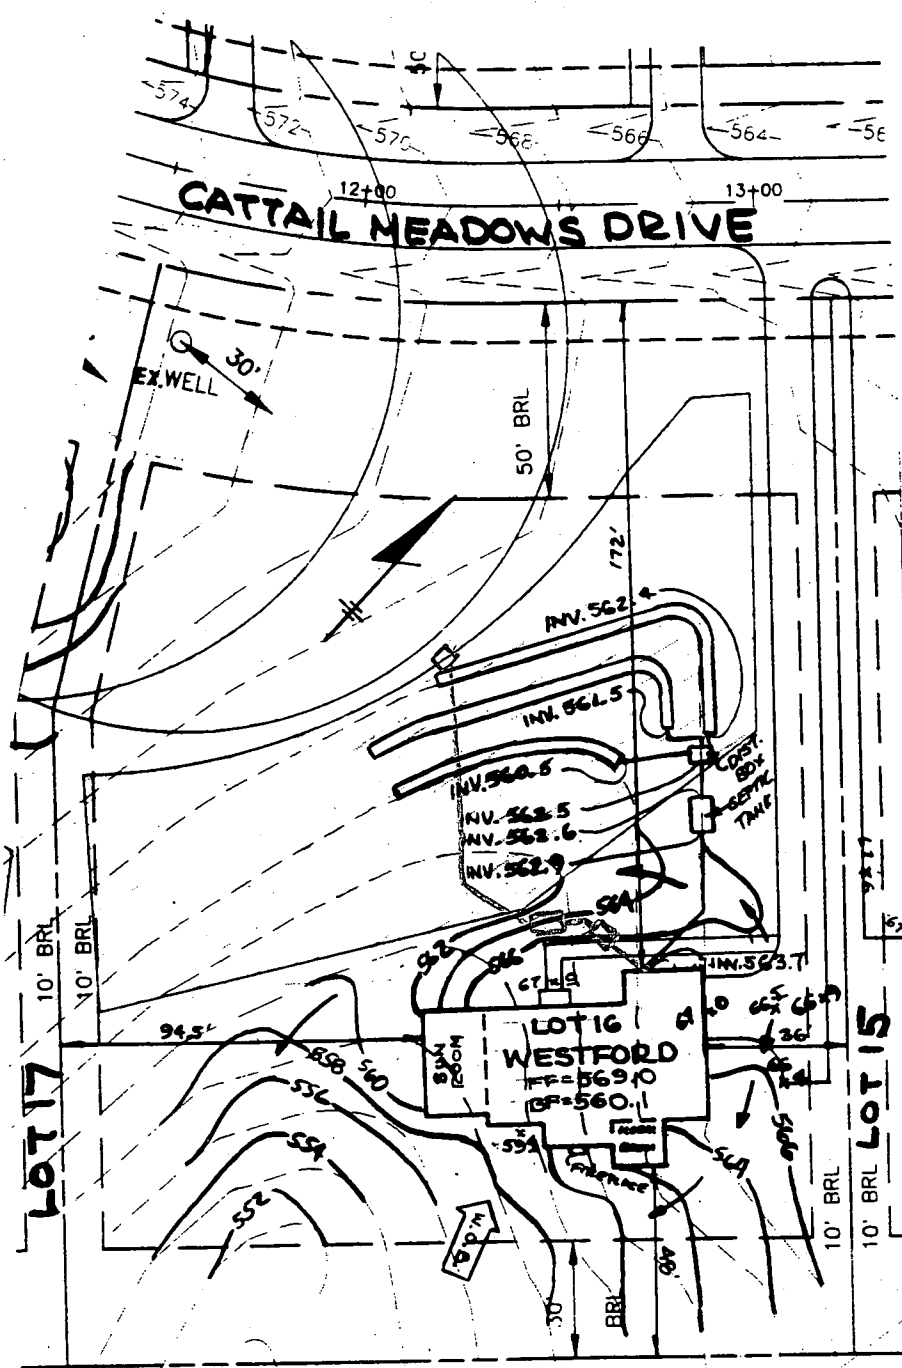 50
574
572
570
568
566
564
56
12+00
13+00
CATTAIL MEADOWS DRIVE
30'
EX. WELL
50' BRL
172'
INV. 562.4
INV. 561.5
INV. 560.5
DIST. BOX
SEPTIC TANK
INV. 562.5
INV. 562.6
INV. 562.9
564
562
566
INV. 563.7
10' BRL
10' BRL
94.5'
LOT 16
WESTFORD
FF=569.0
BF=560.1
SUN ROOM
36'
LOT 17
LOT 15
558
560
556
554
552
FIREPLACE
564
566
W.O.B.
48'
30' BRL
10' BRL
10' BRL